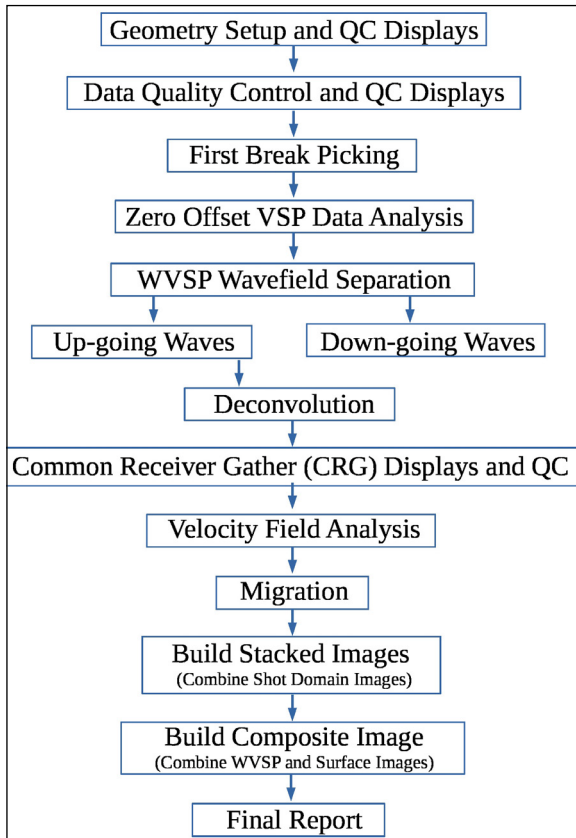 Geometry Setup and QC Displays
Data Quality Control and QC Displays
First Break Picking
Zero Offset VSP Data Analysis
WVSP Wavefield Separation
Up-going Waves
Down-going Waves
Deconvolution
Common Receiver Gather (CRG) Displays and QC
Velocity Field Analysis
Migration
Build Stacked Images
(Combine Shot Domain Images)
Build Composite Image
(Combine WVSP and Surface Images)
Final Report